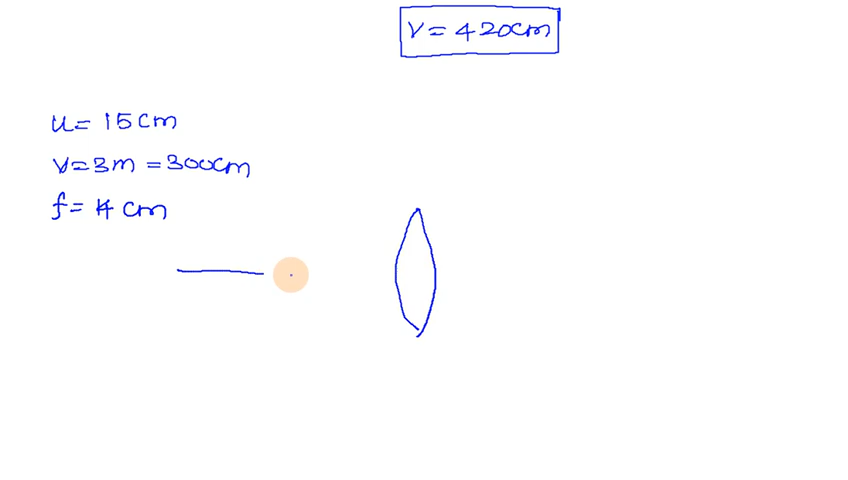 v = 420cm
u = 15cm
v = 3m = 300cm
f = 14 cm